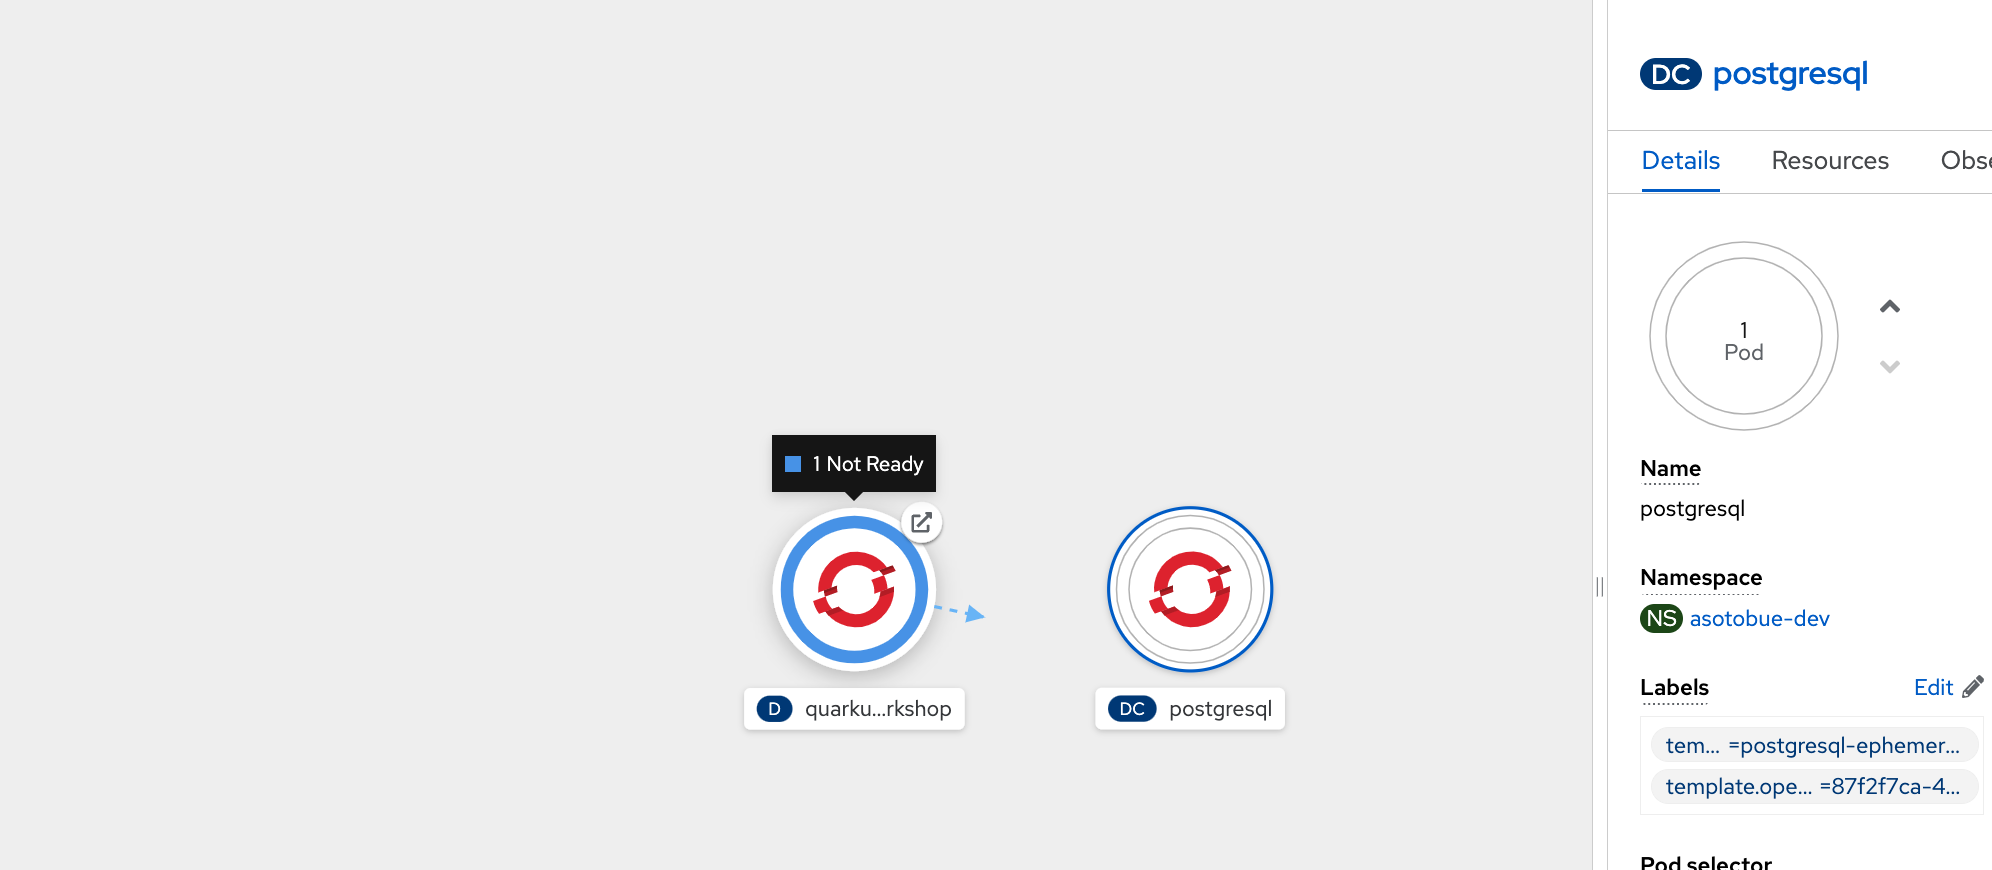 1 Not Ready
D quarku...rkshop
DC postgresql
DC postgresql
Details Resources Obse
1
Pod
Name
postgresql
Namespace
NS asotobue-dev
Labels Edit
tem... =postgresql-ephemer...
template.ope... =87f2f7ca-4...
Pod selector